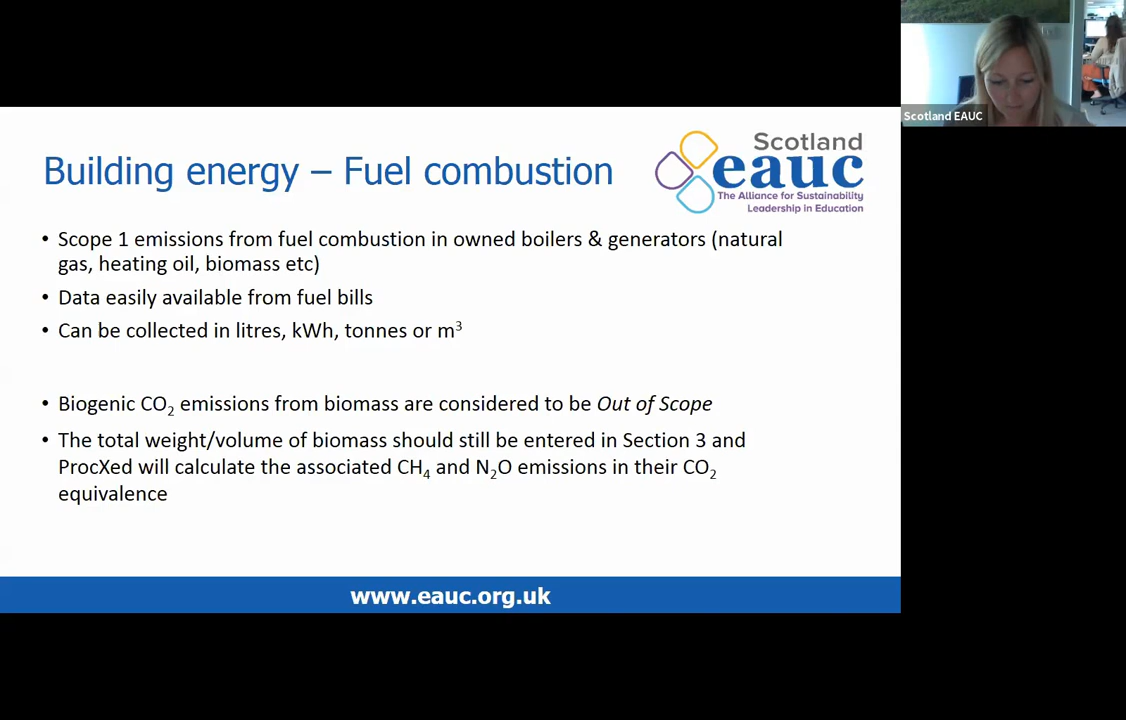 Scotland EAUC
Building energy – Fuel combustion
Scotland
eauc
The Alliance for Sustainability
Leadership in Education
• Scope 1 emissions from fuel combustion in owned boilers & generators (natural
gas, heating oil, biomass etc)
• Data easily available from fuel bills
• Can be collected in litres, kWh, tonnes or m³
• Biogenic CO₂ emissions from biomass are considered to be Out of Scope
• The total weight/volume of biomass should still be entered in Section 3 and
ProcXed will calculate the associated CH₄ and N₂O emissions in their CO₂
equivalence
www.eauc.org.uk